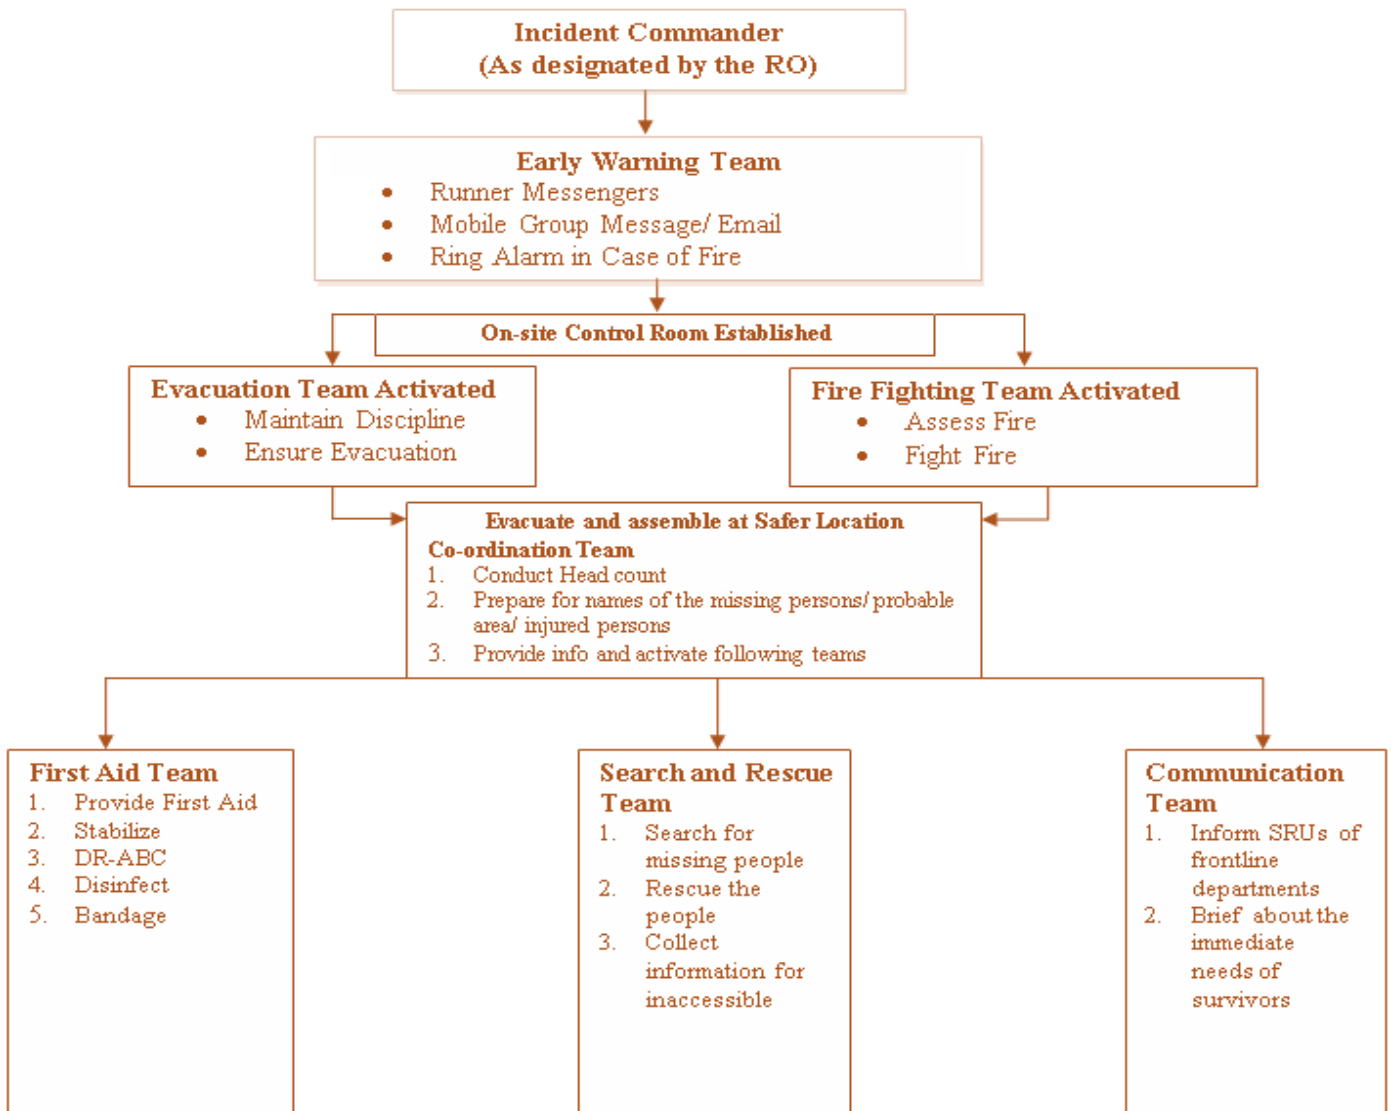 Incident Commander
(As designated by the RO)
Early Warning Team
• Runner Messengers
• Mobile Group Message/ Email
• Ring Alarm in Case of Fire
On-site Control Room Established
Evacuation Team Activated
• Maintain Discipline
• Ensure Evacuation
Fire Fighting Team Activated
• Assess Fire
• Fight Fire
Evacuate and assemble at Safer Location
Co-ordination Team
1. Conduct Head count
2. Prepare for names of the missing persons/ probable
area/ injured persons
3. Provide info and activate following teams
First Aid Team
1. Provide First Aid
2. Stabilize
3. DR-ABC
4. Disinfect
5. Bandage
Search and Rescue
Team
1. Search for
missing people
2. Rescue the
people
3. Collect
information for
inaccessible
Communication
Team
1. Inform SRUs of
frontline
departments
2. Brief about the
immediate
needs of
survivors